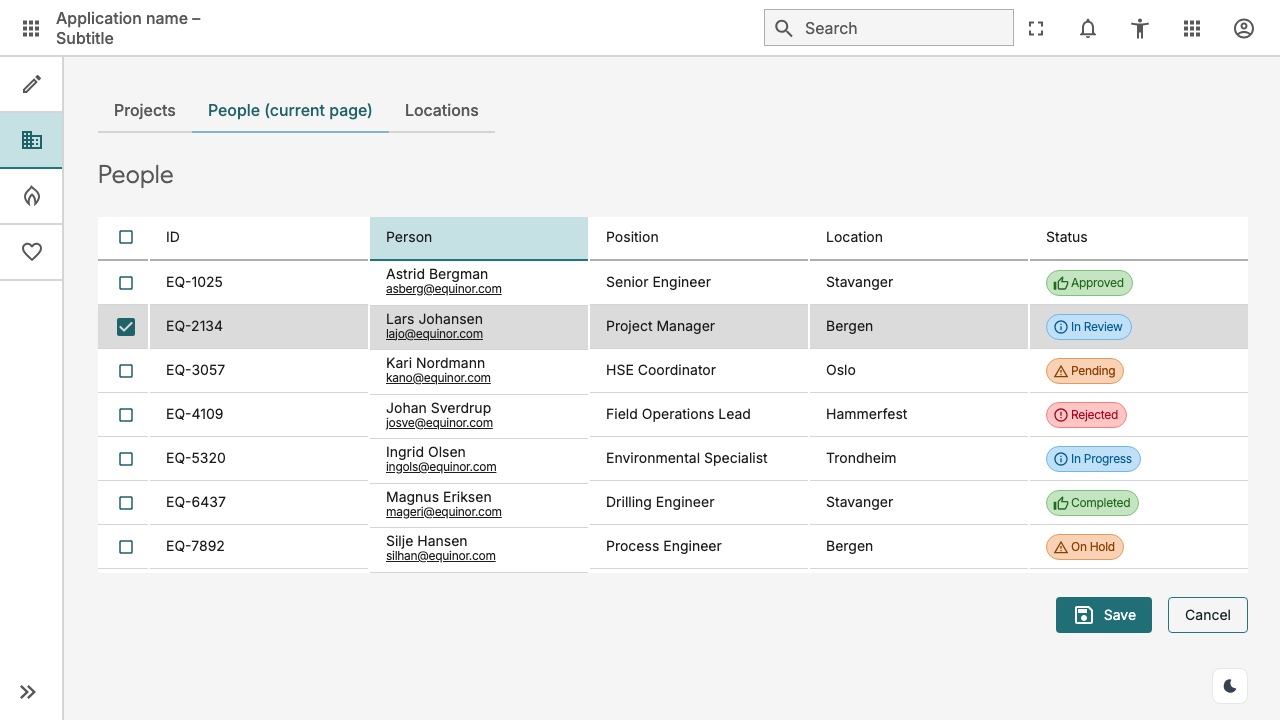 Application name –
Subtitle
Search
Projects
People (current page)
Locations
People
ID
Person
Position
Location
Status
EQ-1025
Astrid Bergman
asberg@equinor.com
Senior Engineer
Stavanger
Approved
EQ-2134
Lars Johansen
lajo@equinor.com
Project Manager
Bergen
In Review
EQ-3057
Kari Nordmann
kano@equinor.com
HSE Coordinator
Oslo
Pending
EQ-4109
Johan Sverdrup
josve@equinor.com
Field Operations Lead
Hammerfest
Rejected
EQ-5320
Ingrid Olsen
ingols@equinor.com
Environmental Specialist
Trondheim
In Progress
EQ-6437
Magnus Eriksen
mageri@equinor.com
Drilling Engineer
Stavanger
Completed
EQ-7892
Silje Hansen
silhan@equinor.com
Process Engineer
Bergen
On Hold
Save
Cancel